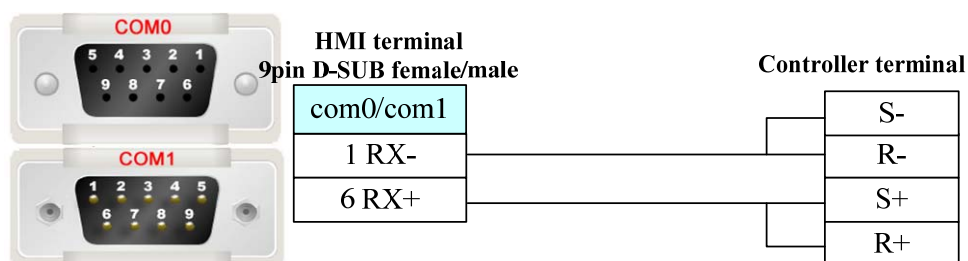 COM0
5 4 3 2 1
9 8 7 6
COM1
1 2 3 4 5
6 7 8 9
HMI terminal
9pin D-SUB female/male
com0/com1
1 RX-
6 RX+
Controller terminal
S-
R-
S+
R+